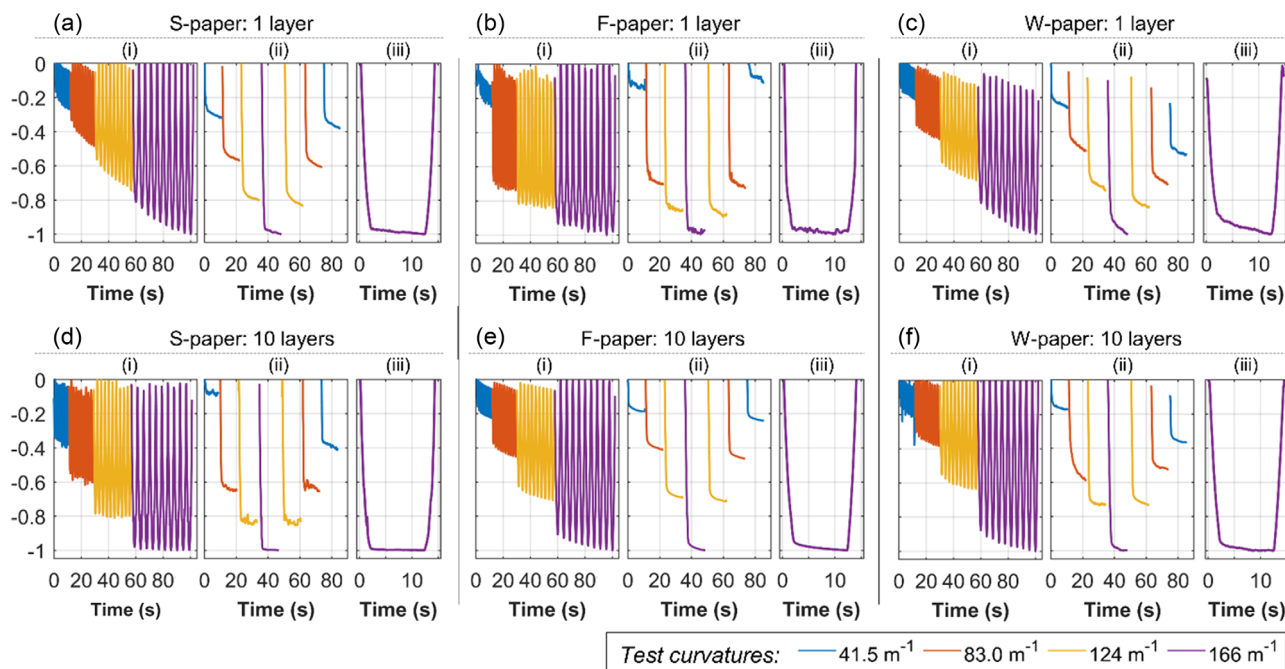 (a) S-paper: 1 layer
(i) (ii) (iii)
0
-0.2
-0.4
-0.6
-0.8
-1
0 20 40 60 80 0 20 40 60 80 0 10
Time (s) Time (s) Time (s)
(b) F-paper: 1 layer
(i) (ii) (iii)
0 20 40 60 80 0 20 40 60 80 0 10
Time (s) Time (s) Time (s)
(c) W-paper: 1 layer
(i) (ii) (iii)
0 20 40 60 80 0 20 40 60 80 0 10
Time (s) Time (s) Time (s)
(d) S-paper: 10 layers
(i) (ii) (iii)
0
-0.2
-0.4
-0.6
-0.8
-1
0 20 40 60 80 0 20 40 60 80 0 10
Time (s) Time (s) Time (s)
(e) F-paper: 10 layers
(i) (ii) (iii)
0 20 40 60 80 0 20 40 60 80 0 10
Time (s) Time (s) Time (s)
(f) W-paper: 10 layers
(i) (ii) (iii)
0 20 40 60 80 0 20 40 60 80 0 10
Time (s) Time (s) Time (s)
Test curvatures: 41.5 m⁻¹ 83.0 m⁻¹ 124 m⁻¹ 166 m⁻¹